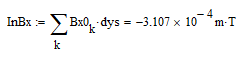 InBx := ∑_k Bx0_k · dys = −3.107 × 10^−4 m·T